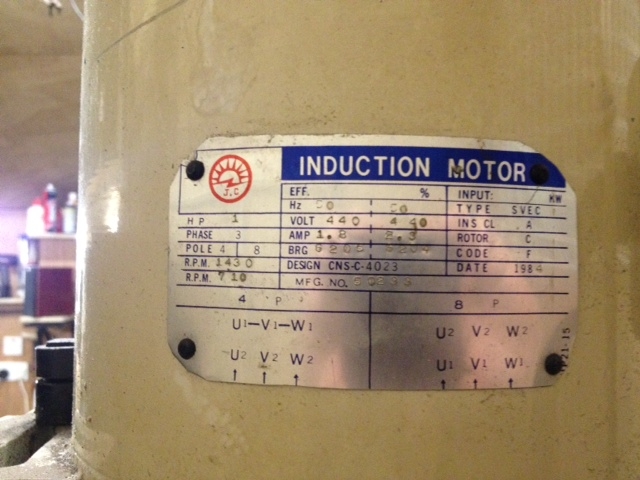 J.C
INDUCTION MOTOR
EFF. % INPUT: KW
Hz 50 TYPE SVEC
HP 1 VOLT 440 440 INS CL A
PHASE 3 AMP 1.8 2.3 ROTOR C
POLE 4 8 BRG CODE F
R.P.M. 1430 DESIGN CNS-C-4023 DATE 1984
R.P.M. 710 MFG. NO.
4 P 8 P
U1-V1-W1 U2 V2 W2
U2 V2 W2 U1 V1 W1